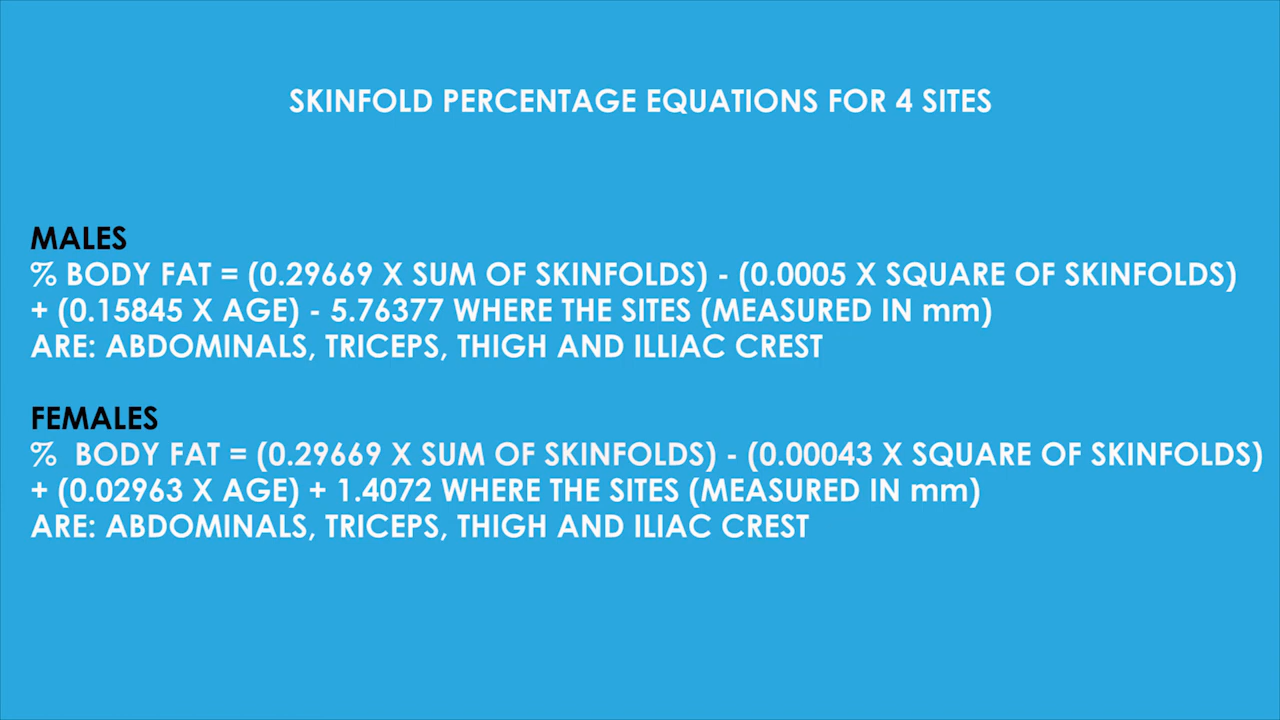 SKINFOLD PERCENTAGE EQUATIONS FOR 4 SITES
MALES
% BODY FAT = (0.29669 X SUM OF SKINFOLDS) - (0.0005 X SQUARE OF SKINFOLDS)
+ (0.15845 X AGE) - 5.76377 WHERE THE SITES (MEASURED IN mm)
ARE: ABDOMINALS, TRICEPS, THIGH AND ILLIAC CREST
FEMALES
% BODY FAT = (0.29669 X SUM OF SKINFOLDS) - (0.00043 X SQUARE OF SKINFOLDS)
+ (0.02963 X AGE) + 1.4072 WHERE THE SITES (MEASURED IN mm)
ARE: ABDOMINALS, TRICEPS, THIGH AND ILIAC CREST